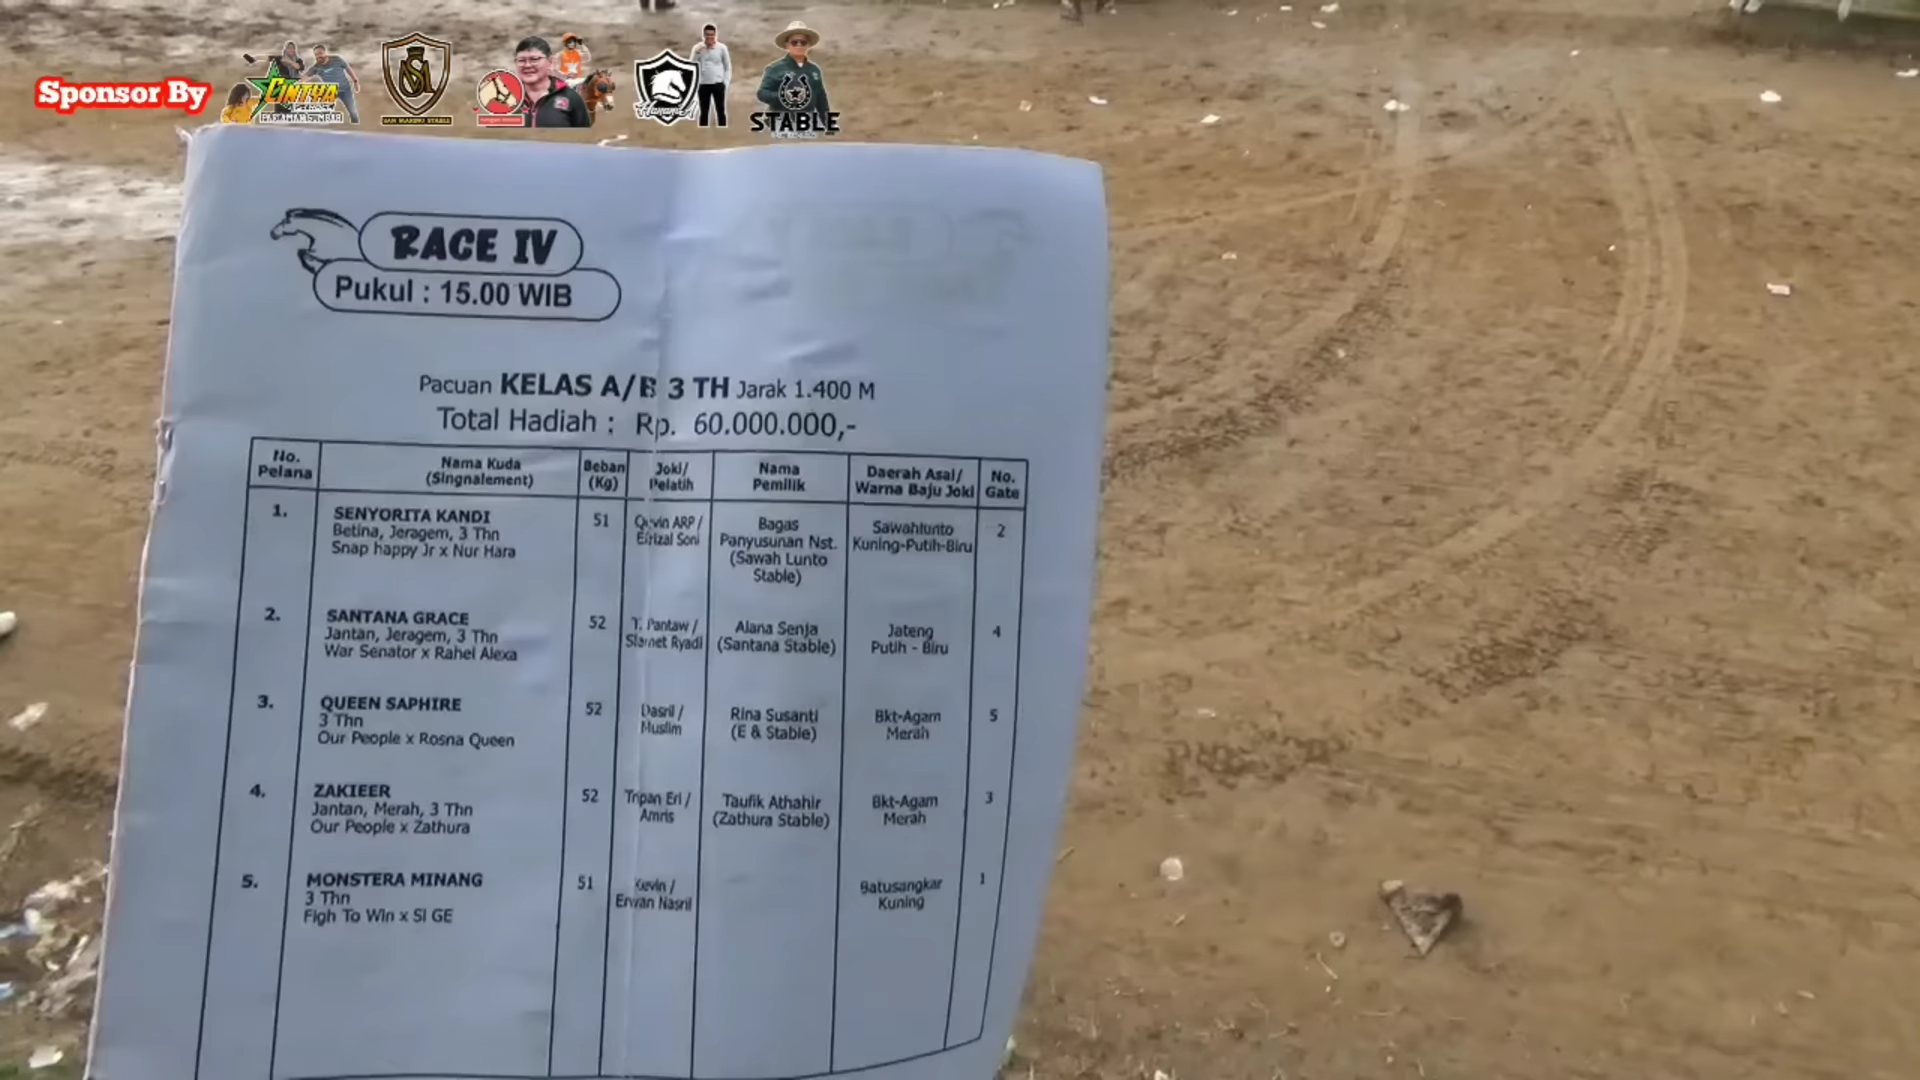 Sponsor By
CINTYA
PARIAMAN SUMBAR
SM
STABLE
RACE IV
Pukul : 15.00 WIB
Pacuan KELAS A/B 3 TH Jarak 1.400 M
Total Hadiah : Rp. 60.000.000,-
No. Pelana
Nama Kuda (Singnalement)
Beban (Kg)
Joki/ Pelatih
Nama Pemilik
Daerah Asal/ Warna Baju Joki
No. Gate
1.
SENYORITA KANDI
Betina, Jeragem, 3 Thn
Snap happy Jr x Nur Hara
51
Qevin ARP /
Efrizal Soni
Bagas
Panyusunan Nst.
(Sawah Lunto
Stable)
Sawahlunto
Kuning-Putih-Biru
2
2.
SANTANA GRACE
Jantan, Jeragem, 3 Thn
War Senator x Rahel Alexa
52
T. Pantaw /
Slamet Ryadi
Alana Senja
(Santana Stable)
Jateng
Putih - Biru
4
3.
QUEEN SAPHIRE
3 Thn
Our People x Rosna Queen
52
Dasril /
Muslim
Rina Susanti
(E & Stable)
Bkt-Agam
Merah
5
4.
ZAKIEER
Jantan, Merah, 3 Thn
Our People x Zathura
52
Tripan Eri /
Amris
Taufik Athahir
(Zathura Stable)
Bkt-Agam
Merah
3
5.
MONSTERA MINANG
3 Thn
Figh To Win x SI GE
51
Kevin /
Erwan Nasril
Batusangkar
Kuning
1